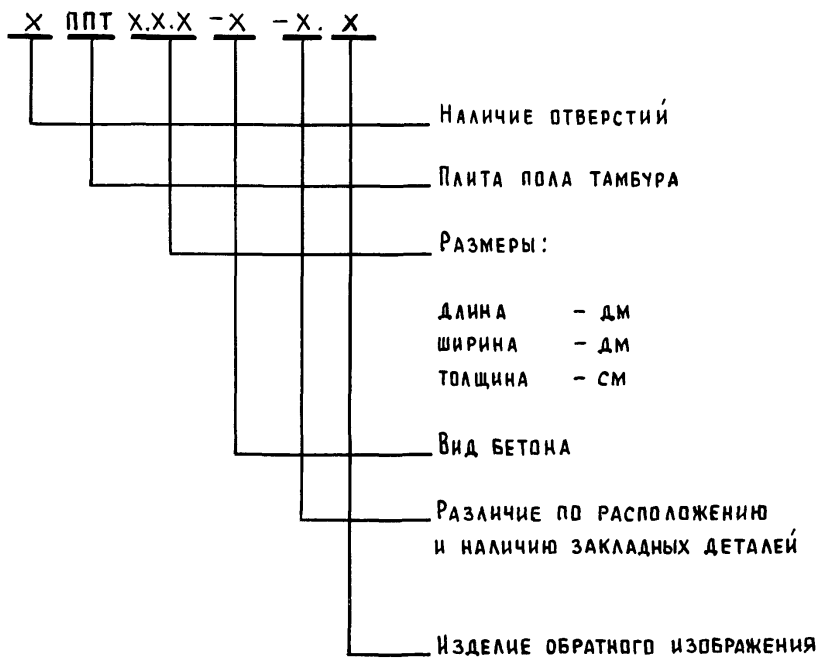 х ППТ х.х.х -х -х. х
Наличие отверстий
Плита пола тамбура
Размеры:
длина - дм
ширина - дм
толщина - см
Вид бетона
Различие по расположению
и наличию закладных деталей
Изделие обратного изображения